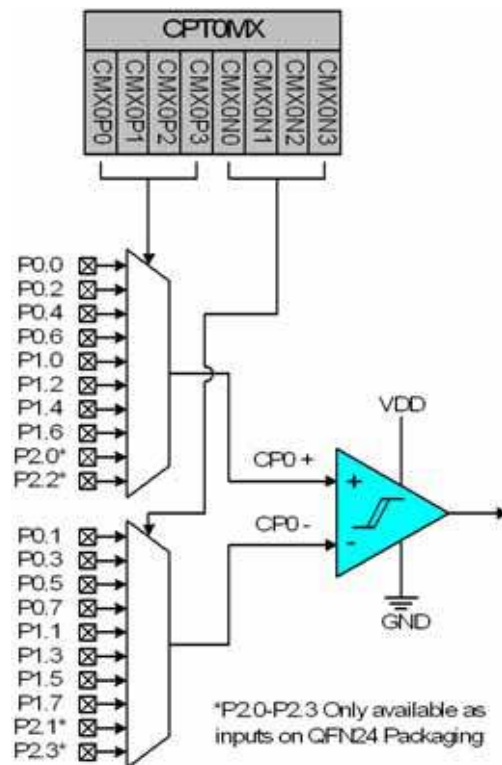 CPT0MX
CMX0P0
CMX0P1
CMX0P2
CMX0P3
CMX0N0
CMX0N1
CMX0N2
CMX0N3
P0.0
P0.2
P0.4
P0.6
P1.0
P1.2
P1.4
P1.6
P2.0*
P2.2*
VDD
CP0 +
+
CP0 -
-
GND
P0.1
P0.3
P0.5
P0.7
P1.1
P1.3
P1.5
P1.7
P2.1*
P2.3*
*P2.0-P2.3 Only available as
inputs on QFN24 Packaging